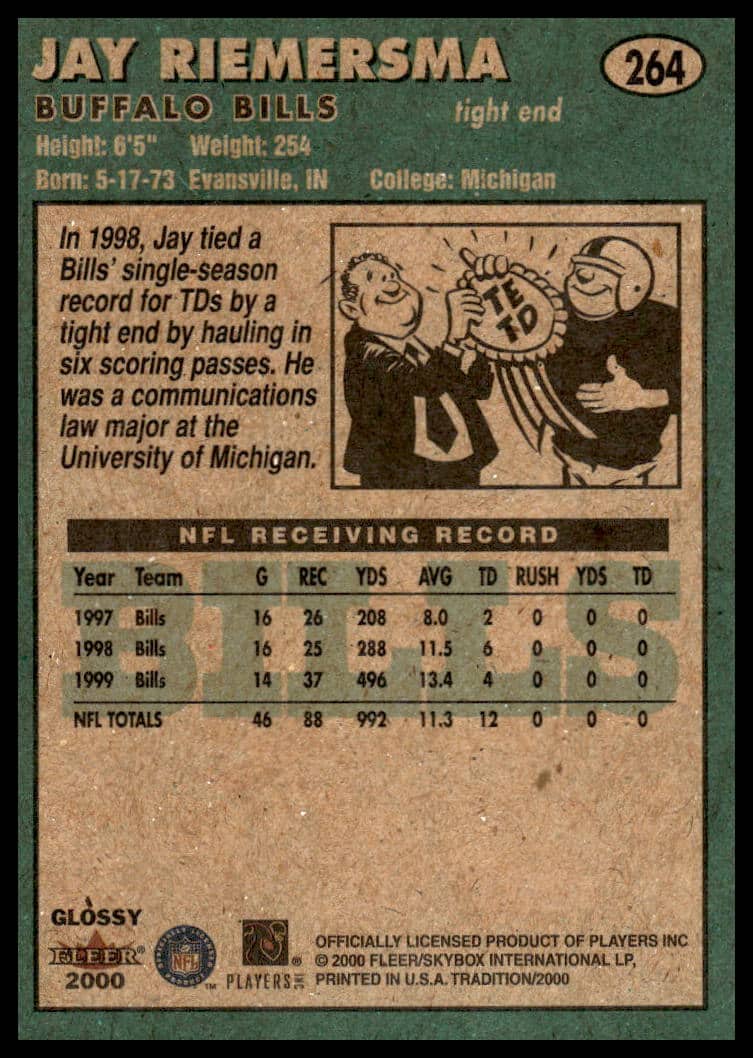 JAY RIEMERSMA
264
BUFFALO BILLS tight end
Height: 6'5" Weight: 254
Born: 5-17-73 Evansville, IN College: Michigan
In 1998, Jay tied a
Bills' single-season
record for TDs by a
tight end by hauling in
six scoring passes. He
was a communications
law major at the
University of Michigan.
TE
TD
NFL RECEIVING RECORD
BILLS
Year Team G REC YDS AVG TD RUSH YDS TD
1997 Bills 16 26 208 8.0 2 0 0 0
1998 Bills 16 25 288 11.5 6 0 0 0
1999 Bills 14 37 496 13.4 4 0 0 0
NFL TOTALS 46 88 992 11.3 12 0 0 0
GLOSSY
FLEER®
2000
NFL
™
PLAYERS INC
®
OFFICIALLY LICENSED PRODUCT OF PLAYERS INC
© 2000 FLEER/SKYBOX INTERNATIONAL LP,
PRINTED IN U.S.A. TRADITION/2000